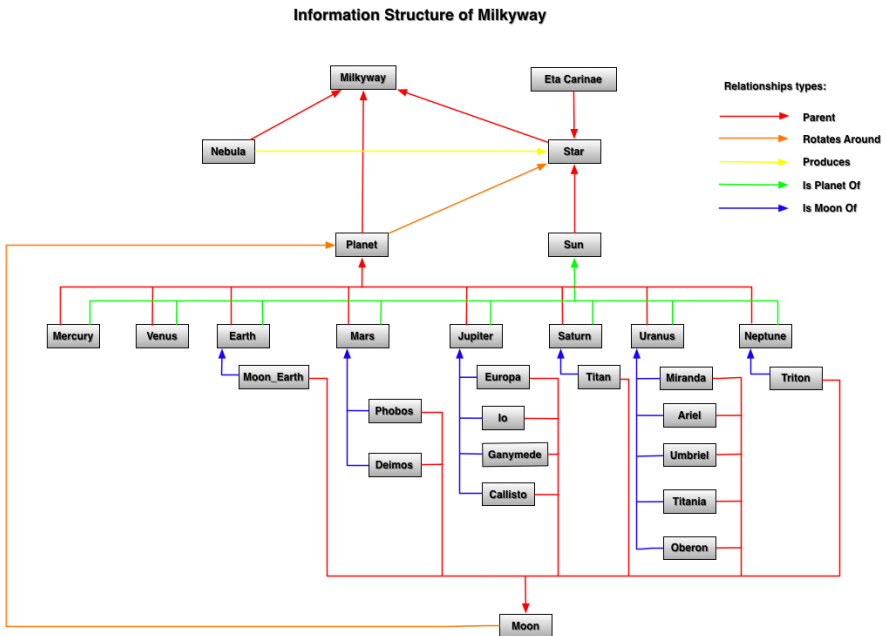 Information Structure of Milkyway
Milkyway
Eta Carinae
Relationships types:
Parent
Rotates Around
Produces
Is Planet Of
Is Moon Of
Nebula
Star
Planet
Sun
Mercury
Venus
Earth
Mars
Jupiter
Saturn
Uranus
Neptune
Moon_Earth
Europa
Titan
Miranda
Triton
Phobos
Io
Ariel
Deimos
Ganymede
Umbriel
Callisto
Titania
Oberon
Moon